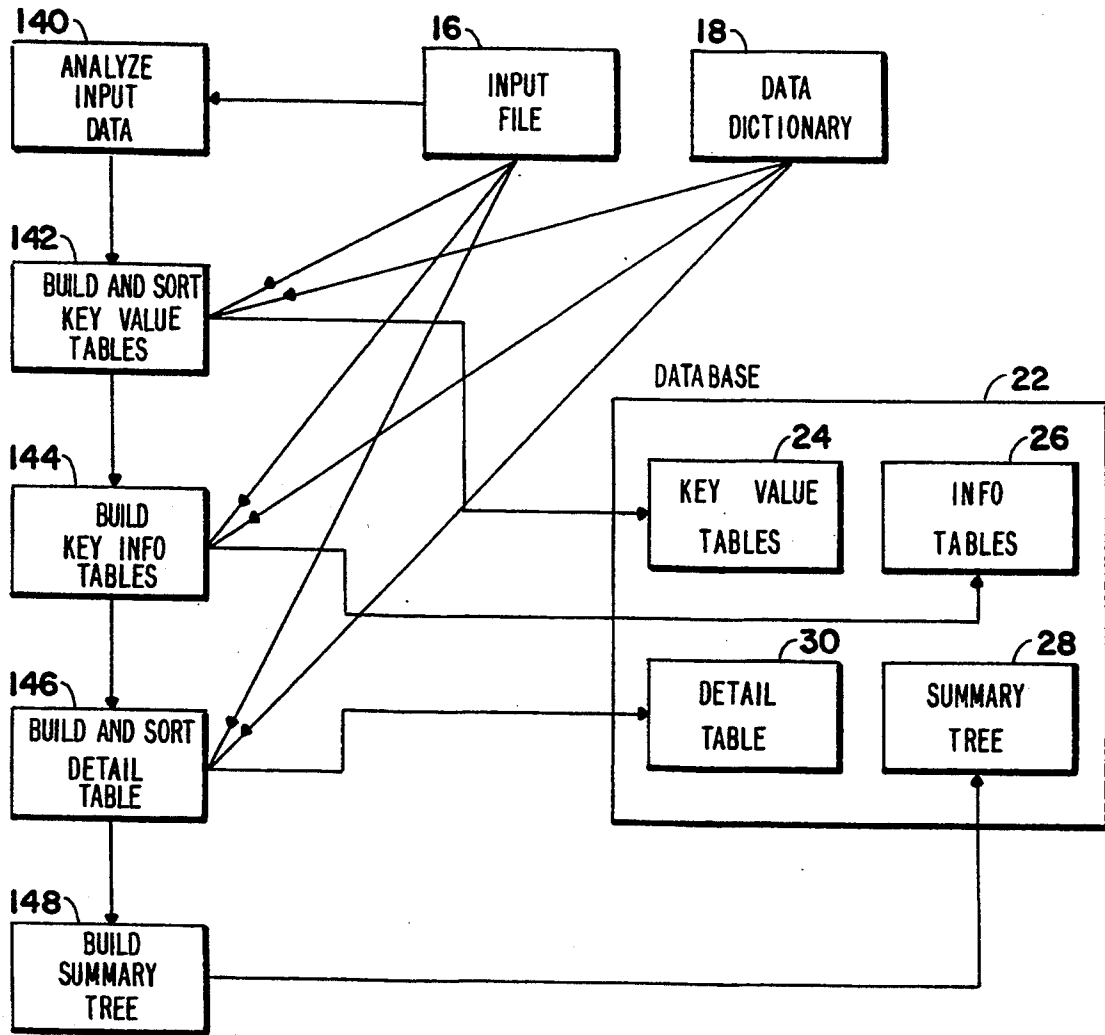 140
ANALYZE
INPUT
DATA
16
INPUT
FILE
18
DATA
DICTIONARY
142
BUILD AND SORT
KEY VALUE
TABLES
DATABASE
22
24
KEY VALUE
TABLES
26
INFO
TABLES
144
BUILD
KEY INFO
TABLES
30
DETAIL
TABLE
28
SUMMARY
TREE
146
BUILD AND SORT
DETAIL
TABLE
148
BUILD
SUMMARY
TREE